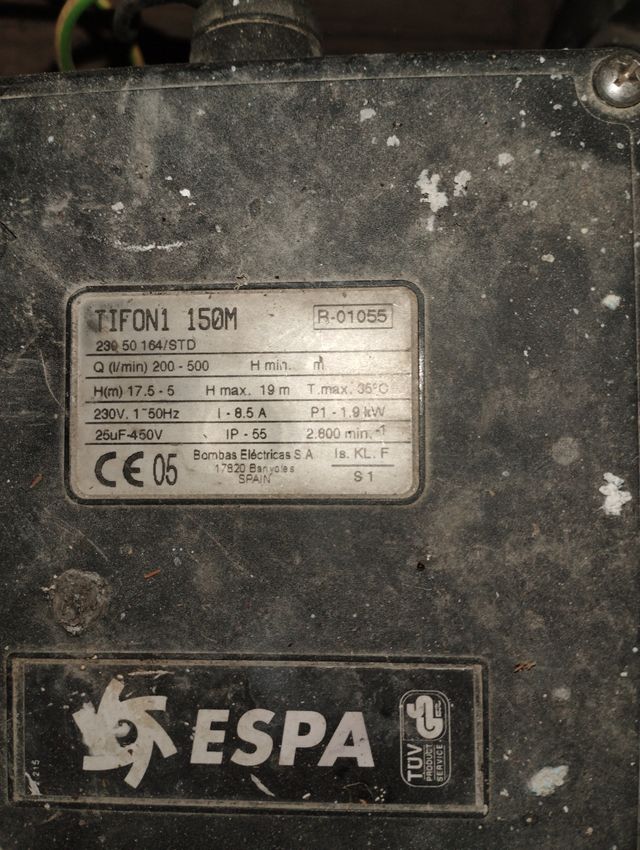 TIFON1 150M R-01055
230 50 164/STD
Q (l/min) 200 - 500 H min. m
H(m) 17.5 - 5 H max. 19 m T.max. 35°C
230V. 1~50Hz I - 8.5 A P1 - 1.9 kW
25uF-450V IP - 55 2.800 min.-1
CE 05 Bombas Eléctricas S.A Is. KL. F
17820 Banyoles
SPAIN S 1
ESPA
TÜV PRODUCT SERVICE
215